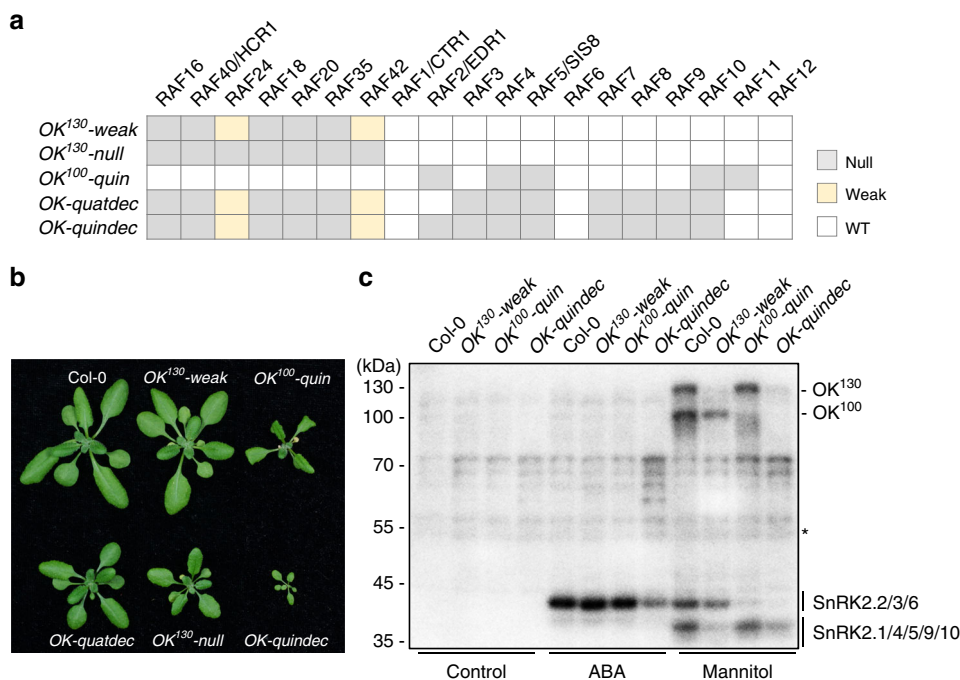 a
RAF16 RAF40/HCR1 RAF24 RAF18 RAF20 RAF35 RAF42 RAF1/CTR1 RAF2/EDR1 RAF3 RAF4 RAF5/SIS8 RAF6 RAF7 RAF8 RAF9 RAF10 RAF11 RAF12
OK130-weak
OK130-null
OK100-quin
OK-quatdec
OK-quindec
Null
Weak
WT
b
Col-0 OK130-weak OK100-quin
OK-quatdec OK130-null OK-quindec
c
Col-0 OK130-weak OK100-quin OK-quindec Col-0 OK130-weak OK100-quin OK-quindec Col-0 OK130-weak OK100-quin OK-quindec
(kDa)
130 -
100 -
70 -
55 -
45 -
35 -
- OK130
- OK100
*
SnRK2.2/3/6
SnRK2.1/4/5/9/10
Control ABA Mannitol